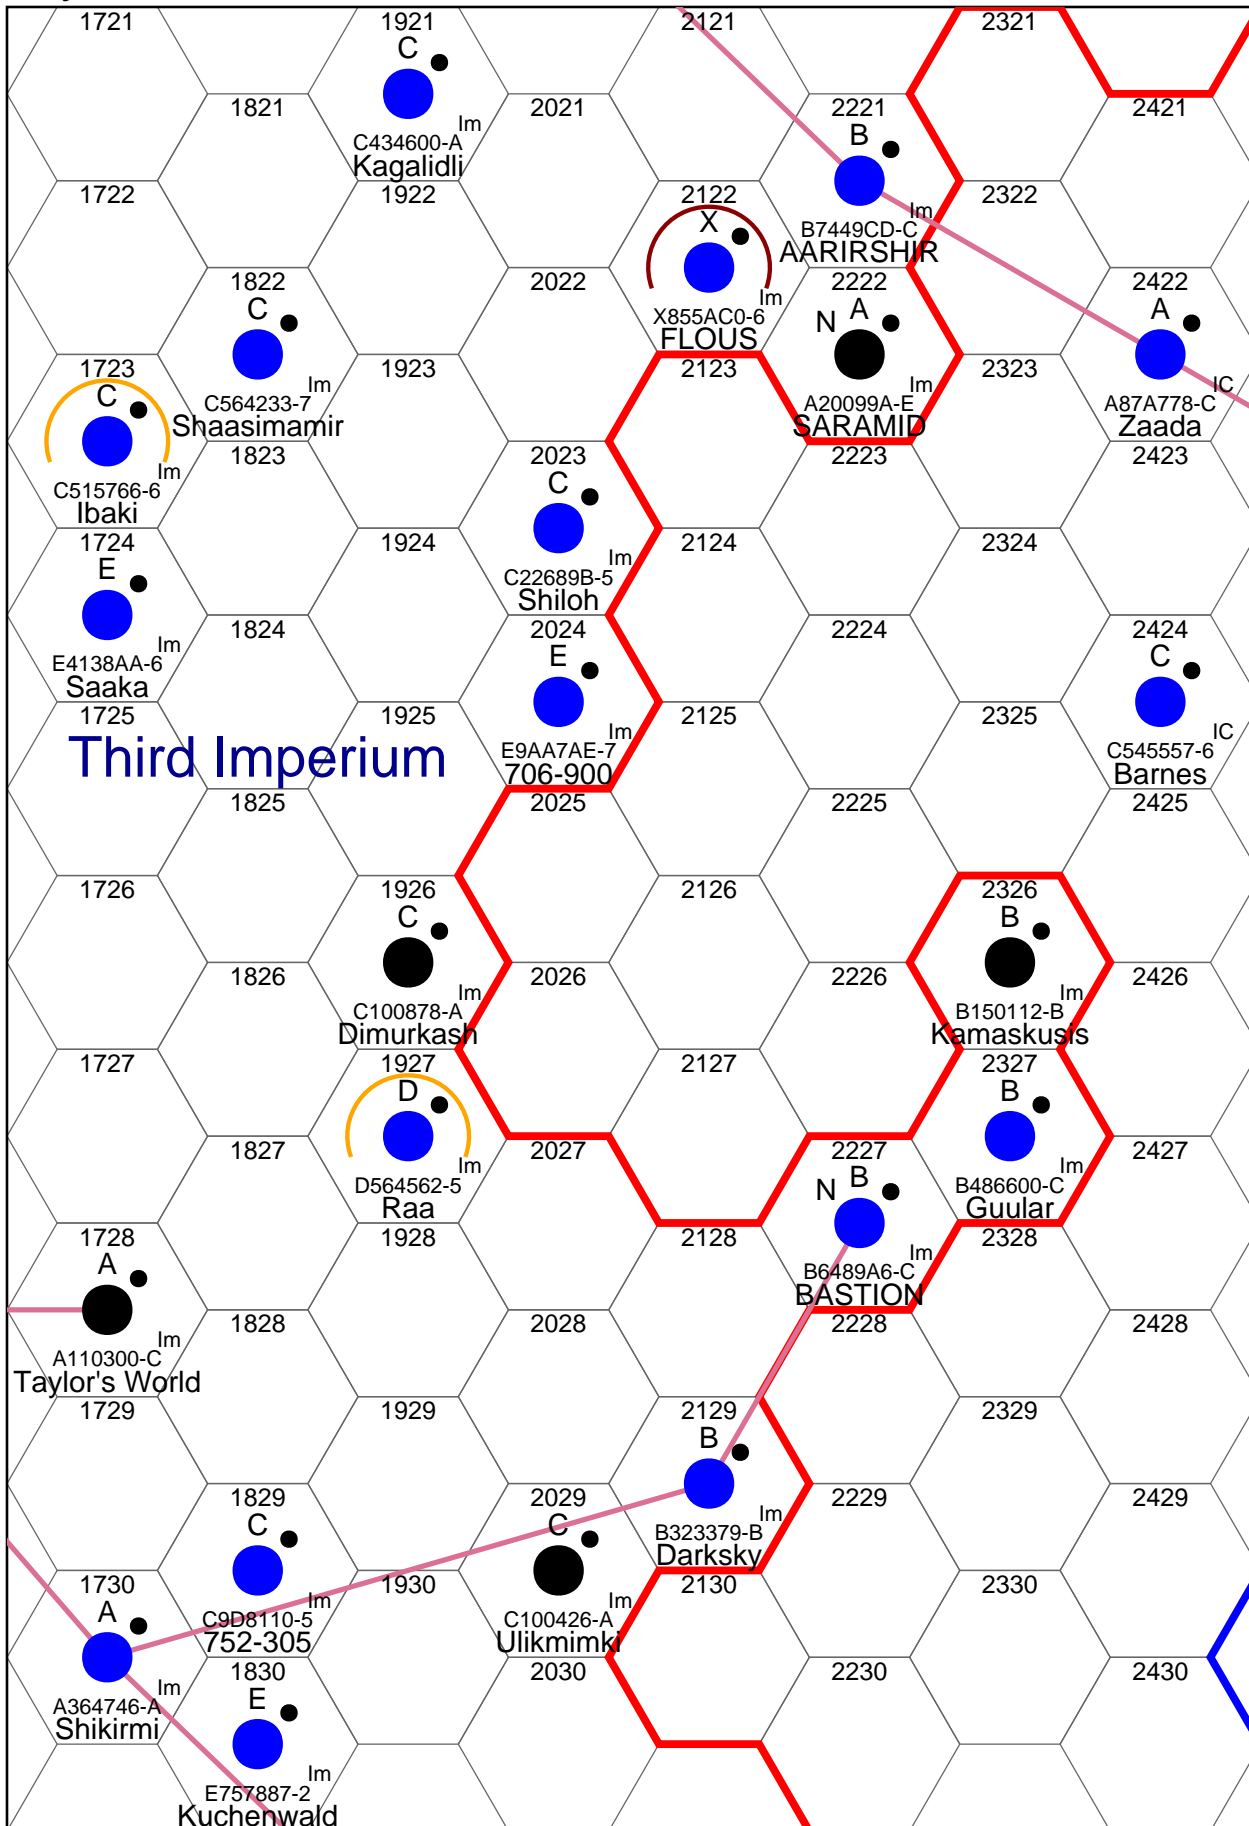 1721
1921
C
Im
C434600-A
Kagalidli
2121
2321
1821
2021
2221
B
Im
B7449CD-C
AARIRSHIR
2421
1722
1922
2122
X
Im
X855AC0-6
FLOUS
2322
1822
C
Im
C564233-7
Shaasimamir
2022
2222
N A
Im
A20099A-E
SARAMID
2422
A
IC
A87A778-C
Zaada
1723
C
Im
C515766-6
Ibaki
1923
2123
2323
1823
2023
C
Im
C22689B-5
Shiloh
2223
2423
1724
E
Im
E4138AA-6
Saaka
1924
2124
2324
1824
2024
E
Im
E9AA7AE-7
706-900
2224
2424
C
IC
C545557-6
Barnes
1725
1925
2125
2325
Third Imperium
1825
2025
2225
2425
1726
1926
C
Im
C100878-A
Dimurkash
2126
2326
B
Im
B150112-B
Kamaskusis
1826
2026
2226
2426
1727
1927
D
Im
D564562-5
Raa
2127
2327
B
Im
B486600-C
Guular
1827
2027
2227
N B
Im
B6489A6-C
BASTION
2427
1728
A
Im
A110300-C
Taylor's World
1928
2128
2328
1828
2028
2228
2428
1729
1929
2129
B
Im
B323379-B
Darksky
2329
1829
C
Im
C9D8110-5
752-305
2029
C
Im
C100426-A
Ulikmimki
2229
2429
1730
A
Im
A364746-A
Shikirmi
1930
2130
2330
1830
E
Im
E757887-2
Kuchenwald
2030
2230
2430